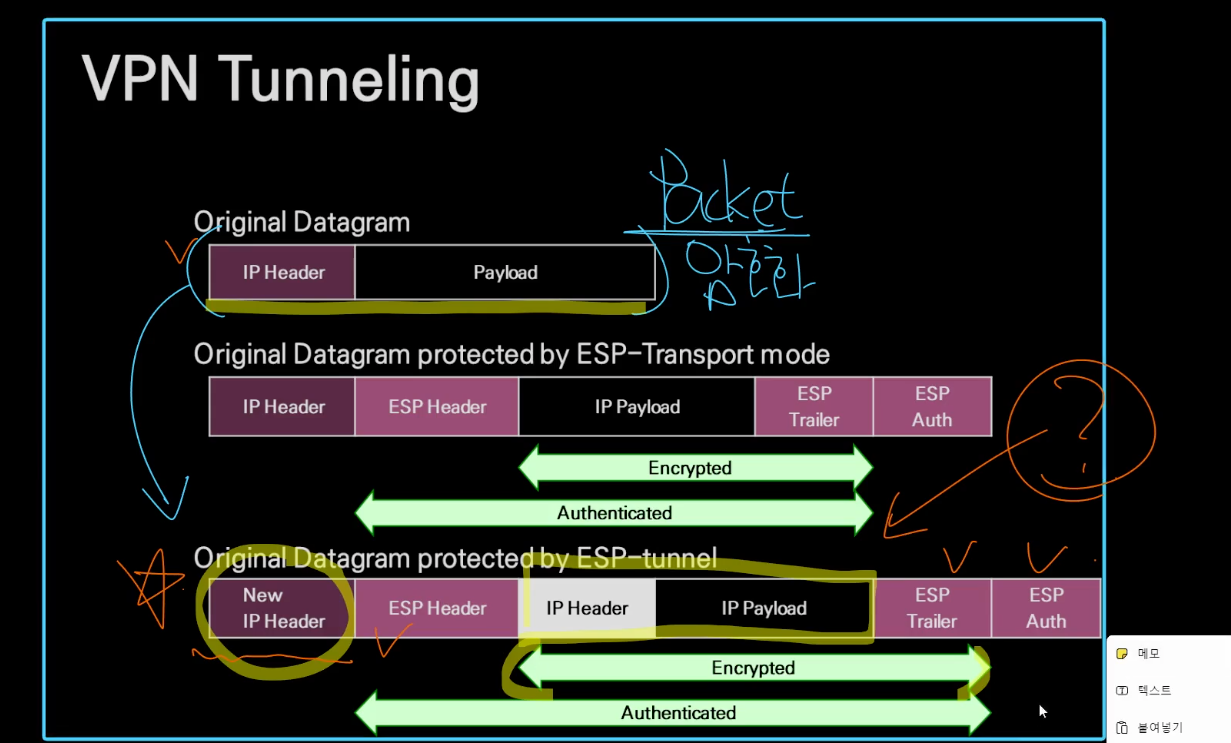 VPN Tunneling
Packet
암호화
Original Datagram
IP Header
Payload
Original Datagram protected by ESP-Transport mode
IP Header
ESP Header
IP Payload
ESP
Trailer
ESP
Auth
Encrypted
Authenticated
?
Original Datagram protected by ESP-tunnel
New
IP Header
ESP Header
IP Header
IP Payload
ESP
Trailer
ESP
Auth
Encrypted
Authenticated
메모
텍스트
붙여넣기